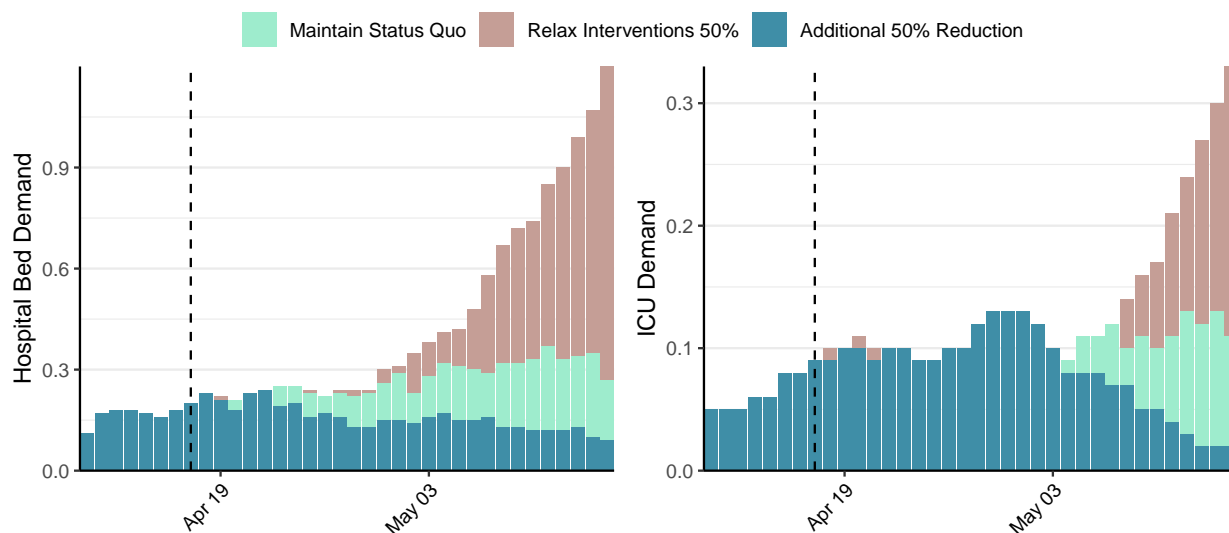 Maintain Status Quo Relax Interventions 50% Additional 50% Reduction
Hospital Bed Demand
0.9
0.6
0.3
0.0
Apr 19
May 03
ICU Demand
0.3
0.2
0.1
0.0
Apr 19
May 03